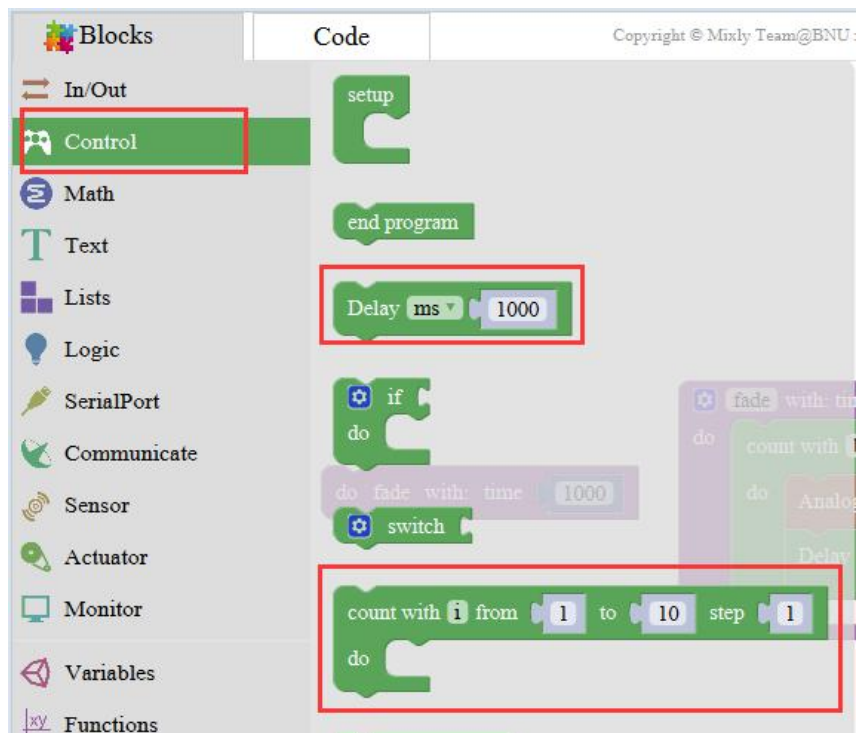 Blocks
Code
Copyright © Mixly Team@BNU
In/Out
Control
Math
Text
Lists
Logic
SerialPort
Communicate
Sensor
Actuator
Monitor
Variables
Functions
setup
end program
Delay ms 1000
if
do
do fade with: time 1000
switch
count with i from 1 to 10 step 1
do
fade with:
do count with
do Analog
Delay